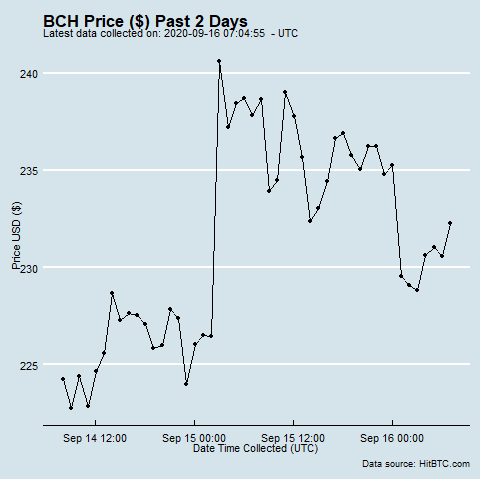 BCH Price ($) Past 2 Days
Latest data collected on: 2020-09-16 07:04:55  - UTC
240
235
230
225
Price USD ($)
Sep 14 12:00
Sep 15 00:00
Sep 15 12:00
Sep 16 00:00
Date Time Collected (UTC)
Data source: HitBTC.com